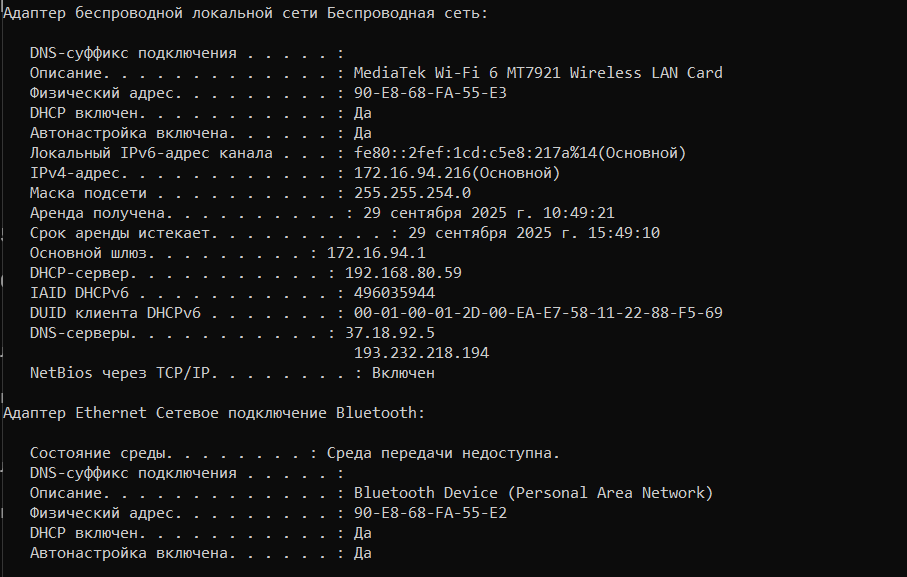 Адаптер беспроводной локальной сети Беспроводная сеть:
DNS-суффикс подключения . . . . . :
Описание. . . . . . . . . . . . . : MediaTek Wi-Fi 6 MT7921 Wireless LAN Card
Физический адрес. . . . . . . . . : 90-E8-68-FA-55-E3
DHCP включен. . . . . . . . . . . : Да
Автонастройка включена. . . . . . : Да
Локальный IPv6-адрес канала . . . : fe80::2fef:1cd:c5e8:217a%14(Основной)
IPv4-адрес. . . . . . . . . . . . : 172.16.94.216(Основной)
Маска подсети . . . . . . . . . . : 255.255.254.0
Аренда получена. . . . . . . . . . : 29 сентября 2025 г. 10:49:21
Срок аренды истекает. . . . . . . . . . : 29 сентября 2025 г. 15:49:10
Основной шлюз. . . . . . . . . : 172.16.94.1
DHCP-сервер. . . . . . . . . . . : 192.168.80.59
IAID DHCPv6 . . . . . . . . . . . : 496035944
DUID клиента DHCPv6 . . . . . . . : 00-01-00-01-2D-00-EA-E7-58-11-22-88-F5-69
DNS-серверы. . . . . . . . . . . : 37.18.92.5
193.232.218.194
NetBios через TCP/IP. . . . . . . . : Включен
Адаптер Ethernet Сетевое подключение Bluetooth:
Состояние среды. . . . . . . . : Среда передачи недоступна.
DNS-суффикс подключения . . . . . :
Описание. . . . . . . . . . . . . : Bluetooth Device (Personal Area Network)
Физический адрес. . . . . . . . . : 90-E8-68-FA-55-E2
DHCP включен. . . . . . . . . . . : Да
Автонастройка включена. . . . . . : Да